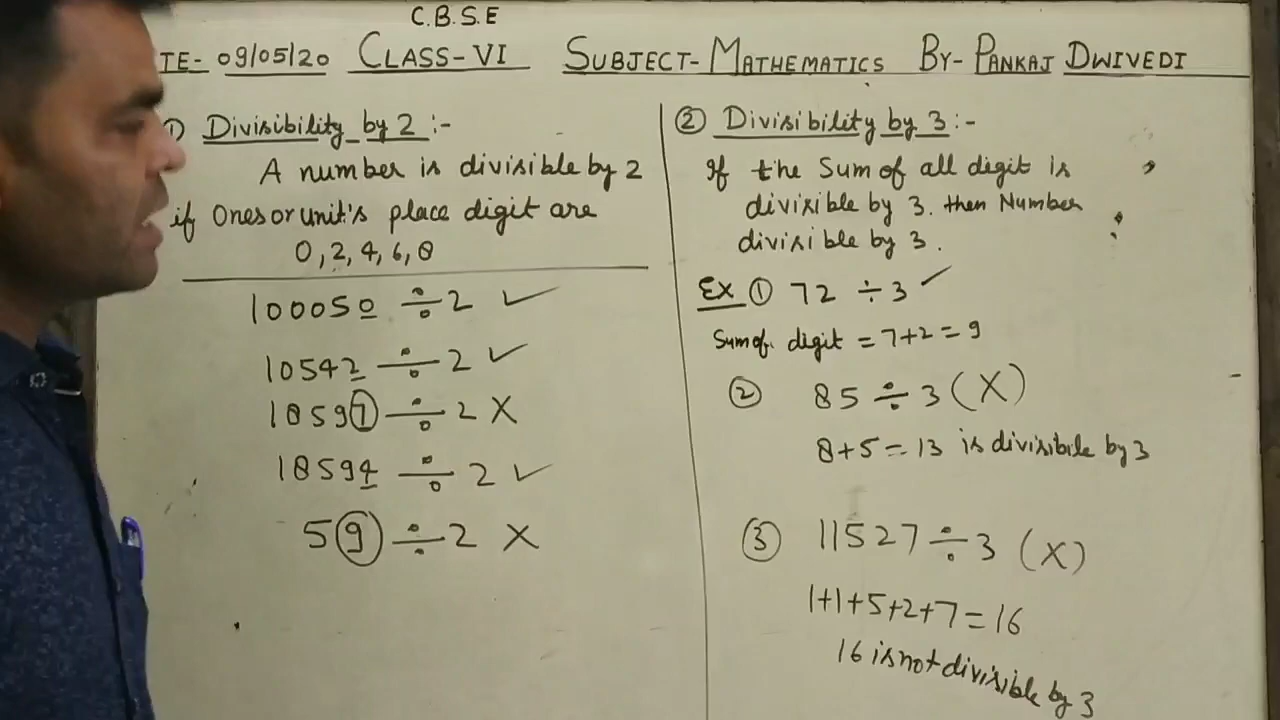 C.B.S.E
TE- 09/05/20 CLASS-VI SUBJECT-MATHEMATICS BY- PANKAJ DWIVEDI
① Divisibility by 2 :-
A number is divisible by 2
if Ones or unit's place digit are
0, 2, 4, 6, 8
100050 ÷ 2 ✓
10542 ÷ 2 ✓
18597 ÷ 2 X
18594 ÷ 2 ✓
59 ÷ 2 X
② Divisibility by 3 :-
If the Sum of all digit is
divisible by 3. then Number
divisible by 3.
Ex ① 72 ÷ 3 ✓
Sum of. digit = 7+2 = 9
② 85 ÷ 3 (X)
8+5 = 13 is divisibile by 3
③ 11527 ÷ 3 (X)
1+1+5+2+7 = 16
16 is not divisible by 3